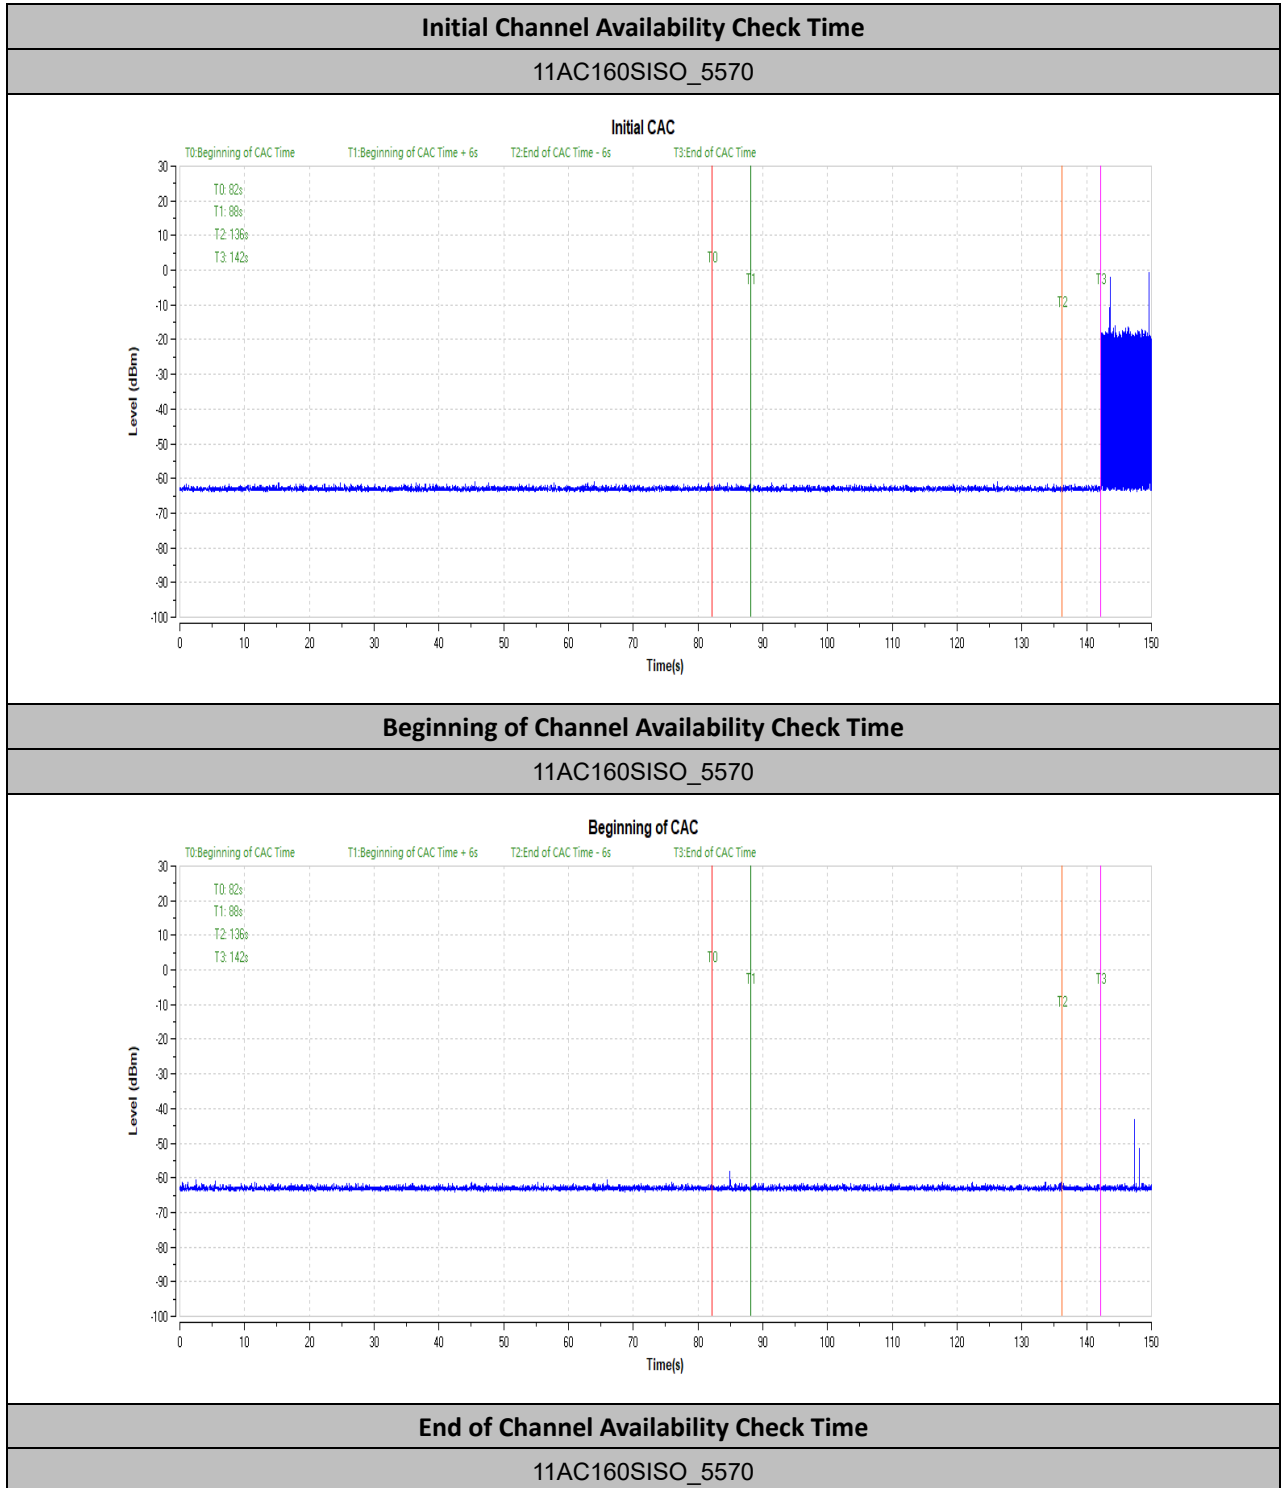 Initial Channel Availability Check Time
11AC160SISO_5570
Initial CAC
T0:Beginning of CAC Time T1:Beginning of CAC Time + 6s T2:End of CAC Time - 6s T3:End of CAC Time
30
T0: 82s
20
T1: 88s
10
T2: 136s
T3: 142s
T0
0
T1
T3
-10
T2
-20
-30
Level (dBm)
-40
-50
-60
-70
-80
-90
-100
0 10 20 30 40 50 60 70 80 90 100 110 120 130 140 150
Time(s)
Beginning of Channel Availability Check Time
11AC160SISO_5570
Beginning of CAC
T0:Beginning of CAC Time T1:Beginning of CAC Time + 6s T2:End of CAC Time - 6s T3:End of CAC Time
30
T0: 82s
20
T1: 88s
10
T2: 136s
T3: 142s
T0
0
T1
T3
-10
T2
-20
-30
Level (dBm)
-40
-50
-60
-70
-80
-90
-100
0 10 20 30 40 50 60 70 80 90 100 110 120 130 140 150
Time(s)
End of Channel Availability Check Time
11AC160SISO_5570